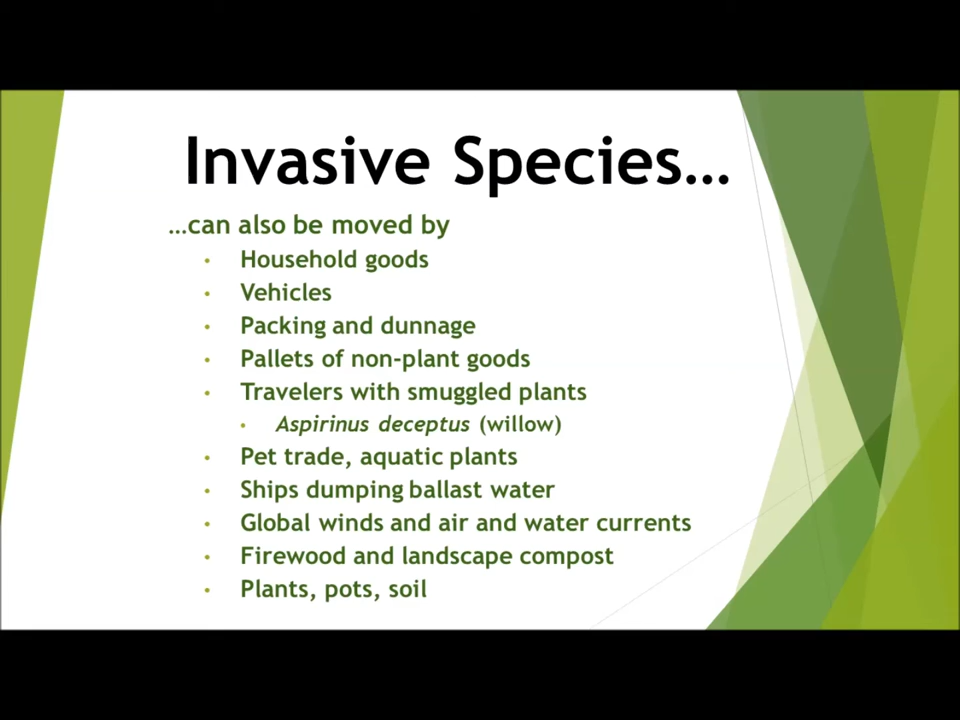 Invasive Species…
…can also be moved by
• Household goods
• Vehicles
• Packing and dunnage
• Pallets of non-plant goods
• Travelers with smuggled plants
• Aspirinus deceptus (willow)
• Pet trade, aquatic plants
• Ships dumping ballast water
• Global winds and air and water currents
• Firewood and landscape compost
• Plants, pots, soil